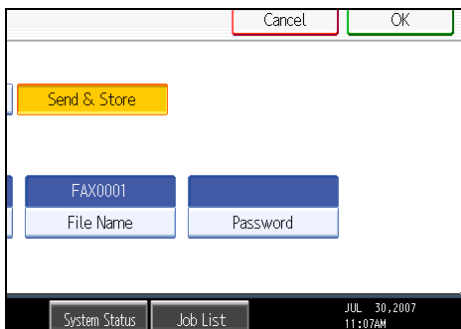 Cancel
OK
Send & Store
FAX0001
File Name
Password
System Status
Job List
JUL 30,2007
11:07AM